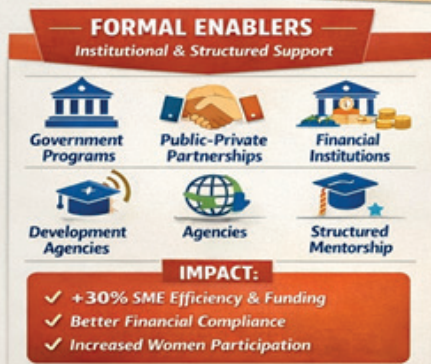 FORMAL ENABLERS
Institutional & Structured Support
Government
Programs
Public-Private
Partnerships
Financial
Institutions
Development
Agencies
Agencies
Structured
Mentorship
IMPACT:
✓ +30% SME Efficiency & Funding
✓ Better Financial Compliance
✓ Increased Women Participation